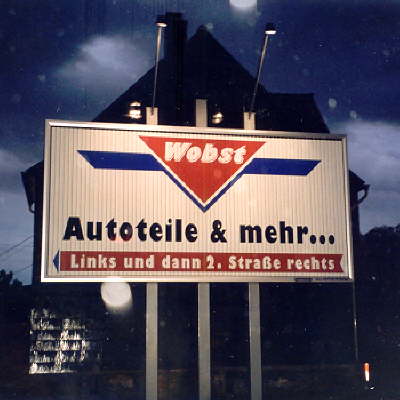 Wobst
Autoteile & mehr...
Links und dann 2. Straße rechts